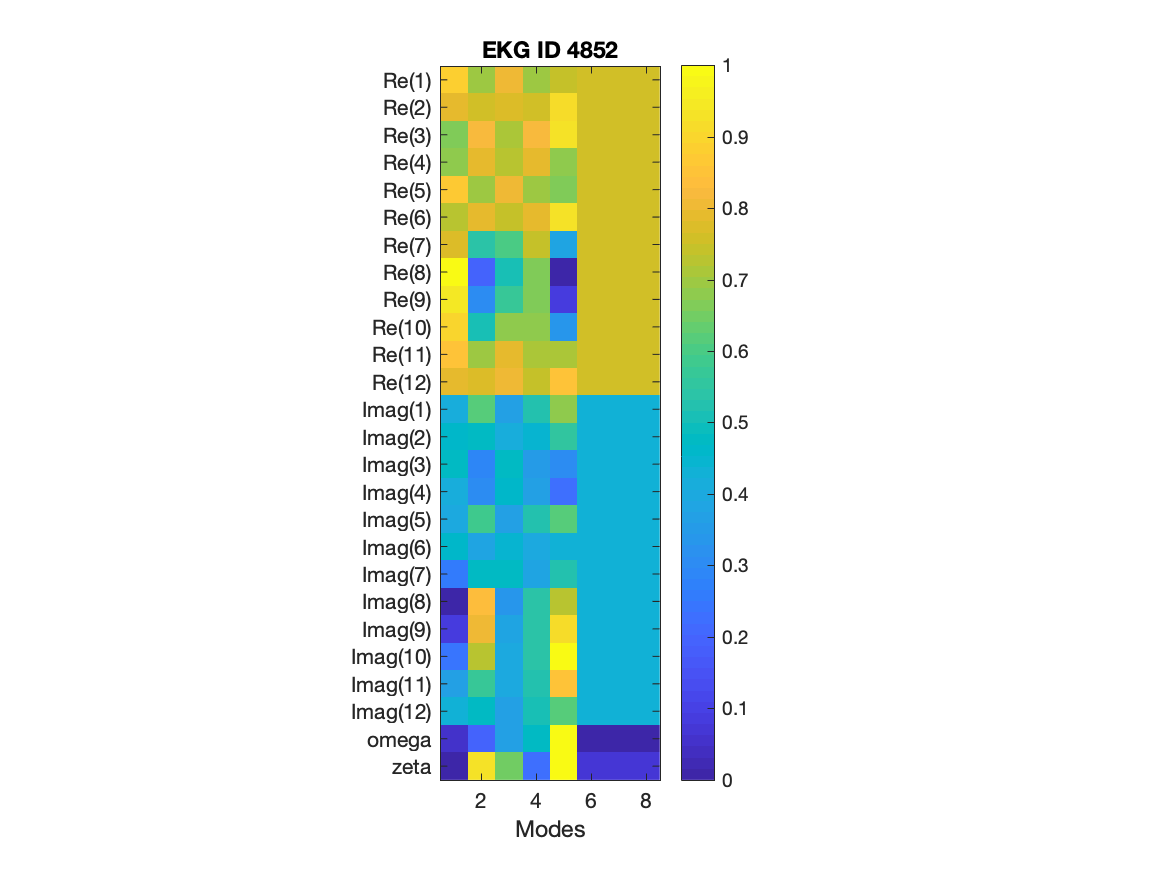 EKG ID 4852
Re(1)
Re(2)
Re(3)
Re(4)
Re(5)
Re(6)
Re(7)
Re(8)
Re(9)
Re(10)
Re(11)
Re(12)
Imag(1)
Imag(2)
Imag(3)
Imag(4)
Imag(5)
Imag(6)
Imag(7)
Imag(8)
Imag(9)
Imag(10)
Imag(11)
Imag(12)
omega
zeta
2 4 6 8
Modes
1
0.9
0.8
0.7
0.6
0.5
0.4
0.3
0.2
0.1
0